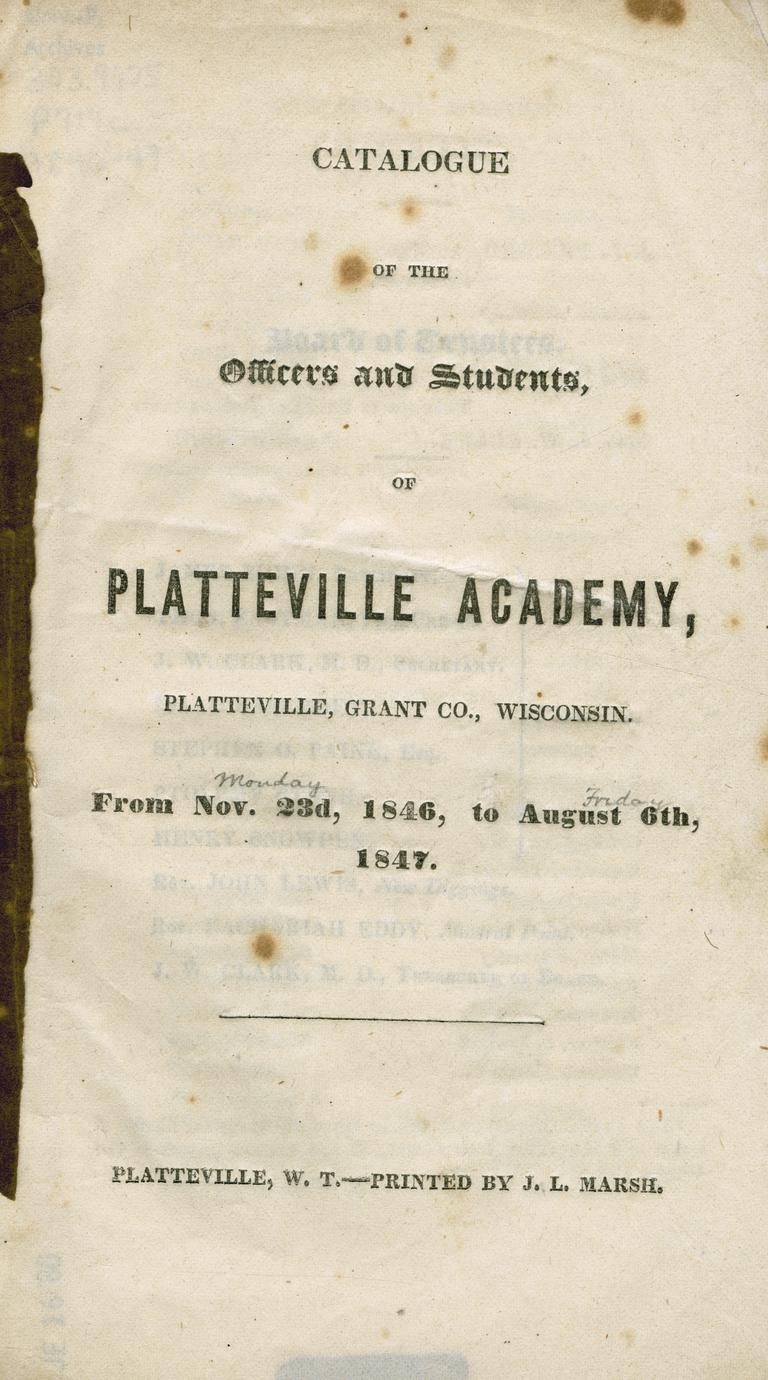 CATALOGUE
OF THE
Officers and Students,
OF
PLATTEVILLE ACADEMY,
PLATTEVILLE, GRANT CO., WISCONSIN.
Monday Friday
From Nov. 23d, 1846, to August 6th,
1847.
PLATTEVILLE, W. T.—PRINTED BY J. L. MARSH.